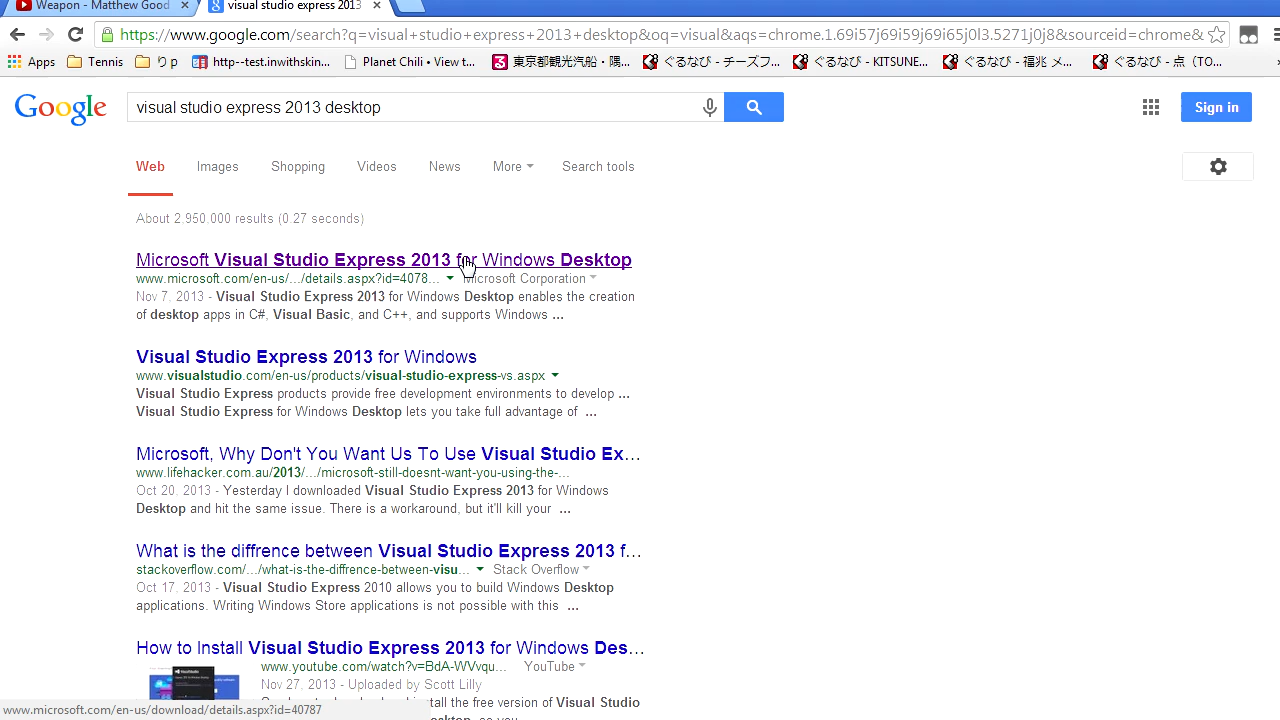 Weapon - Matthew Good
visual studio express 2013
https://www.google.com/search?q=visual+studio+express+2013+desktop&oq=visual&aqs=chrome.1.69i57j69i59j69i65j0l3.5271j0j8&sourceid=chrome&
Apps Tennis りp http--test.inwithskin... Planet Chili • View t... 東京都観光汽船・隅... ぐるなび - チーズフ... ぐるなび - KITSUNE... ぐるなび - 福兆 メ... ぐるなび - 点（TO...
Google visual studio express 2013 desktop Sign in
Web Images Shopping Videos News More Search tools
About 2,950,000 results (0.27 seconds)
Microsoft Visual Studio Express 2013 for Windows Desktop
www.microsoft.com/en-us/.../details.aspx?id=4078... Microsoft Corporation
Nov 7, 2013 - Visual Studio Express 2013 for Windows Desktop enables the creation
of desktop apps in C#, Visual Basic, and C++, and supports Windows ...
Visual Studio Express 2013 for Windows
www.visualstudio.com/en-us/products/visual-studio-express-vs.aspx
Visual Studio Express products provide free development environments to develop ...
Visual Studio Express for Windows Desktop lets you take full advantage of ...
Microsoft, Why Don't You Want Us To Use Visual Studio Ex...
www.lifehacker.com.au/2013/.../microsoft-still-doesnt-want-you-using-the-...
Oct 20, 2013 - Yesterday I downloaded Visual Studio Express 2013 for Windows
Desktop and hit the same issue. There is a workaround, but it'll kill your ...
What is the diffrence between Visual Studio Express 2013 f...
stackoverflow.com/.../what-is-the-diffrence-between-visu... Stack Overflow
Oct 17, 2013 - Visual Studio Express 2010 allows you to build Windows Desktop
applications. Writing Windows Store applications is not possible with this ...
How to Install Visual Studio Express 2013 for Windows Des...
www.youtube.com/watch?v=BdA-WVvqu... YouTube
Nov 27, 2013 - Uploaded by Scott Lilly
install the free version of Visual Studio
www.microsoft.com/en-us/download/details.aspx?id=40787